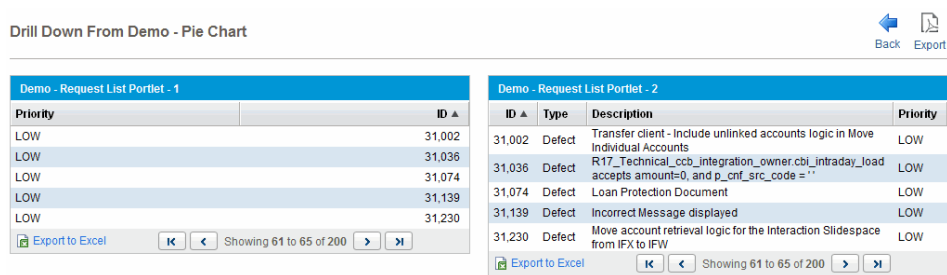 Drill Down From Demo - Pie Chart
Back Export
Demo - Request List Portlet - 1
Priority ID
LOW 31,002
LOW 31,036
LOW 31,074
LOW 31,139
LOW 31,230
Export to Excel Showing 61 to 65 of 200
Demo - Request List Portlet - 2
ID Type Description Priority
31,002 Defect Transfer client - Include unlinked accounts logic in Move
Individual Accounts LOW
31,036 Defect R17_Technical_ccb_integration_owner.cbi_intraday_load
accepts amount=0, and p_cnf_src_code = ' ' LOW
31,074 Defect Loan Protection Document LOW
31,139 Defect Incorrect Message displayed LOW
31,230 Defect Move account retrieval logic for the Interaction Slidespace
from IFX to IFW LOW
Export to Excel Showing 61 to 65 of 200